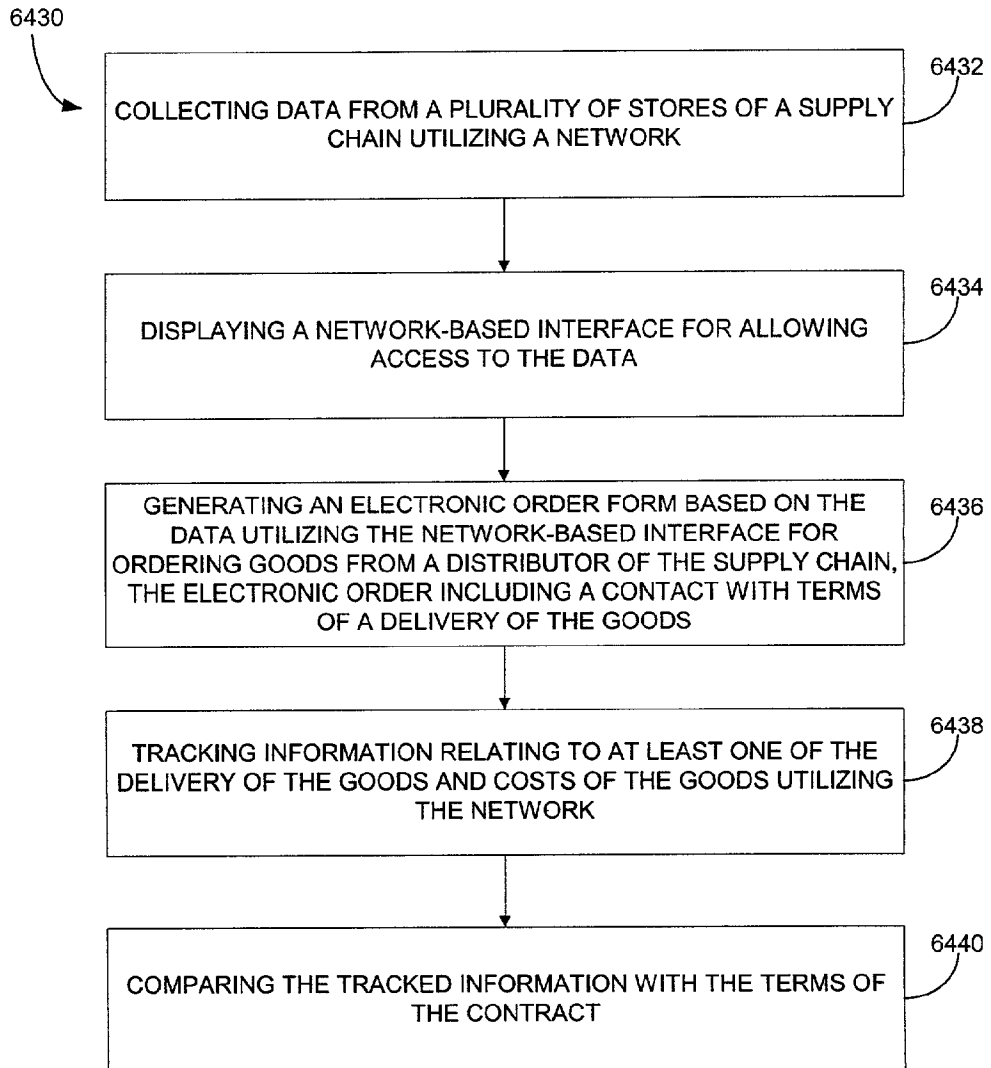 6430
6432
COLLECTING DATA FROM A PLURALITY OF STORES OF A SUPPLY
CHAIN UTILIZING A NETWORK
6434
DISPLAYING A NETWORK-BASED INTERFACE FOR ALLOWING
ACCESS TO THE DATA
6436
GENERATING AN ELECTRONIC ORDER FORM BASED ON THE
DATA UTILIZING THE NETWORK-BASED INTERFACE FOR
ORDERING GOODS FROM A DISTRIBUTOR OF THE SUPPLY CHAIN,
THE ELECTRONIC ORDER INCLUDING A CONTACT WITH TERMS
OF A DELIVERY OF THE GOODS
6438
TRACKING INFORMATION RELATING TO AT LEAST ONE OF THE
DELIVERY OF THE GOODS AND COSTS OF THE GOODS UTILIZING
THE NETWORK
6440
COMPARING THE TRACKED INFORMATION WITH THE TERMS OF
THE CONTRACT